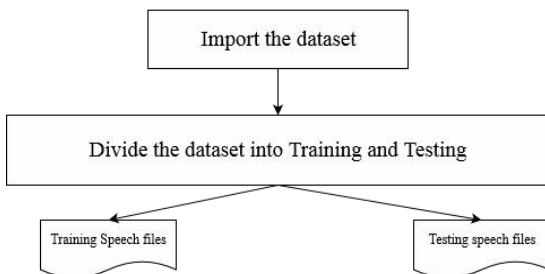 Import the dataset
Divide the dataset into Training and Testing
Training Speech files
Testing speech files